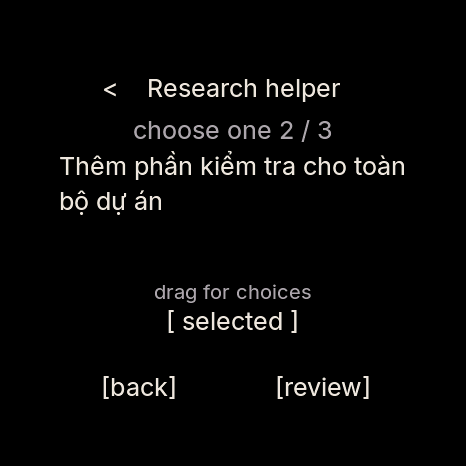 < Research helper
choose one 2 / 3
Thêm phần kiểm tra cho toàn
bộ dự án
drag for choices
[ selected ]
[back] [review]